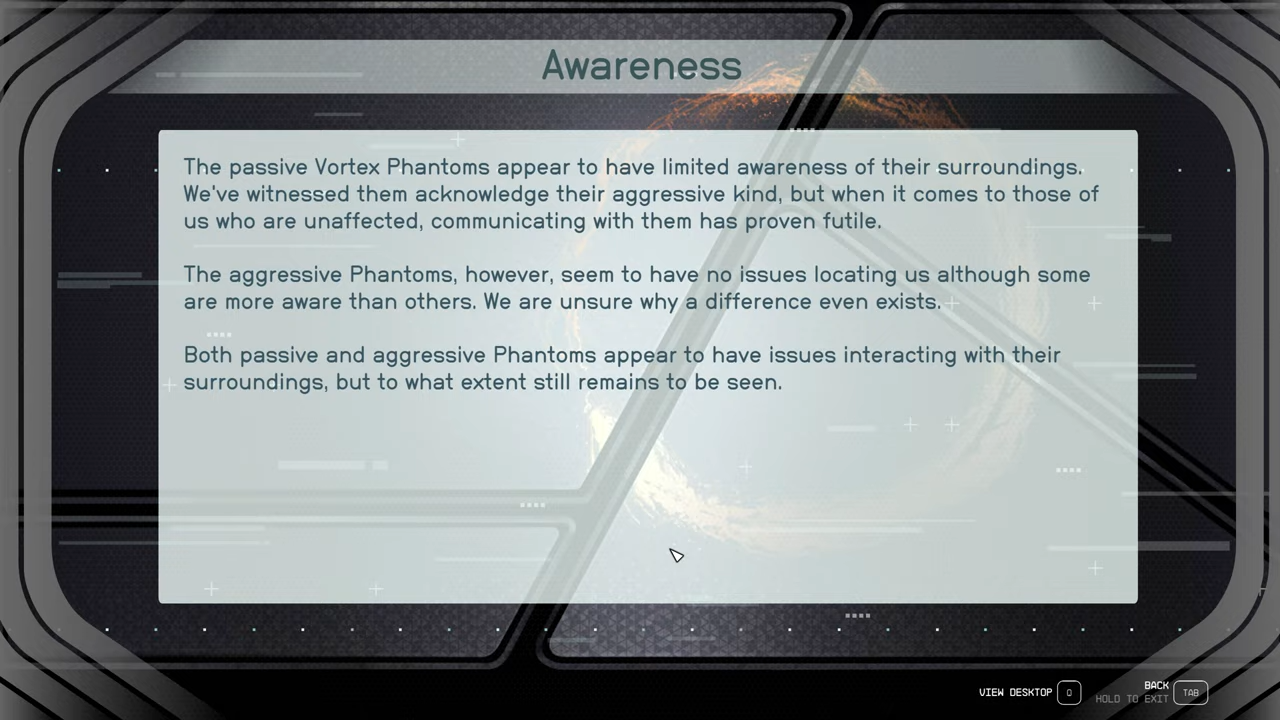 Awareness
The passive Vortex Phantoms appear to have limited awareness of their surroundings.
We've witnessed them acknowledge their aggressive kind, but when it comes to those of
us who are unaffected, communicating with them has proven futile.
The aggressive Phantoms, however, seem to have no issues locating us although some
are more aware than others. We are unsure why a difference even exists.
Both passive and aggressive Phantoms appear to have issues interacting with their
surroundings, but to what extent still remains to be seen.
VIEW DESKTOP Q
BACK
HOLD TO EXIT TAB